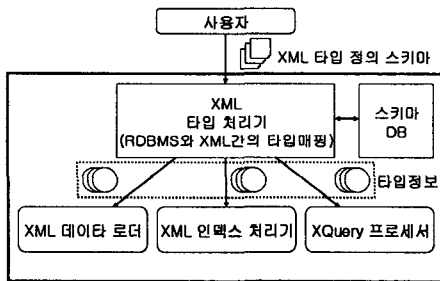 사용자
XML 타입 정의 스키마
XML
타입 처리기
(RDBMS와 XML간의 타입매핑)
스키마
DB
타입정보
XML 데이타 로더
XML 인덱스 처리기
XQuery 프로세서